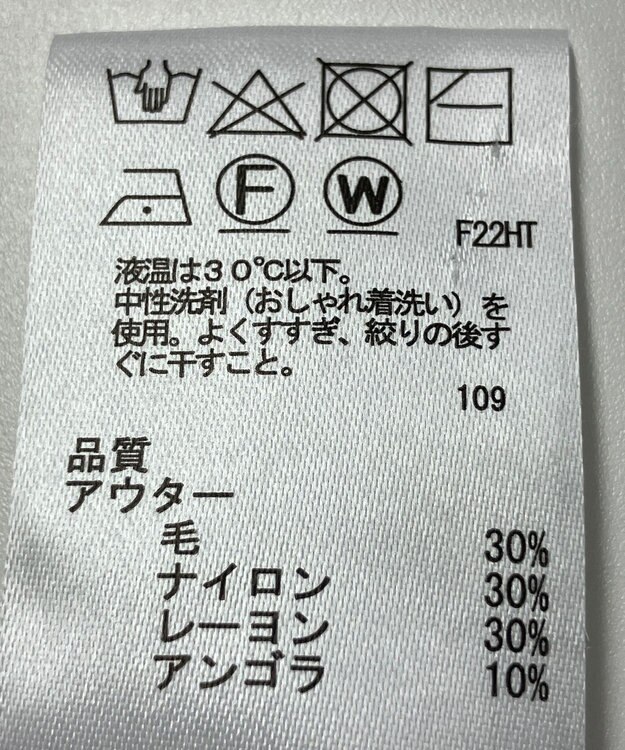 F
W
F22HT
液温は30℃以下。
中性洗剤（おしゃれ着洗い）を
使用。よくすすぎ、絞りの後す
ぐに干すこと。
109
品質
アウター
毛 30%
ナイロン 30%
レーヨン 30%
アンゴラ 10%